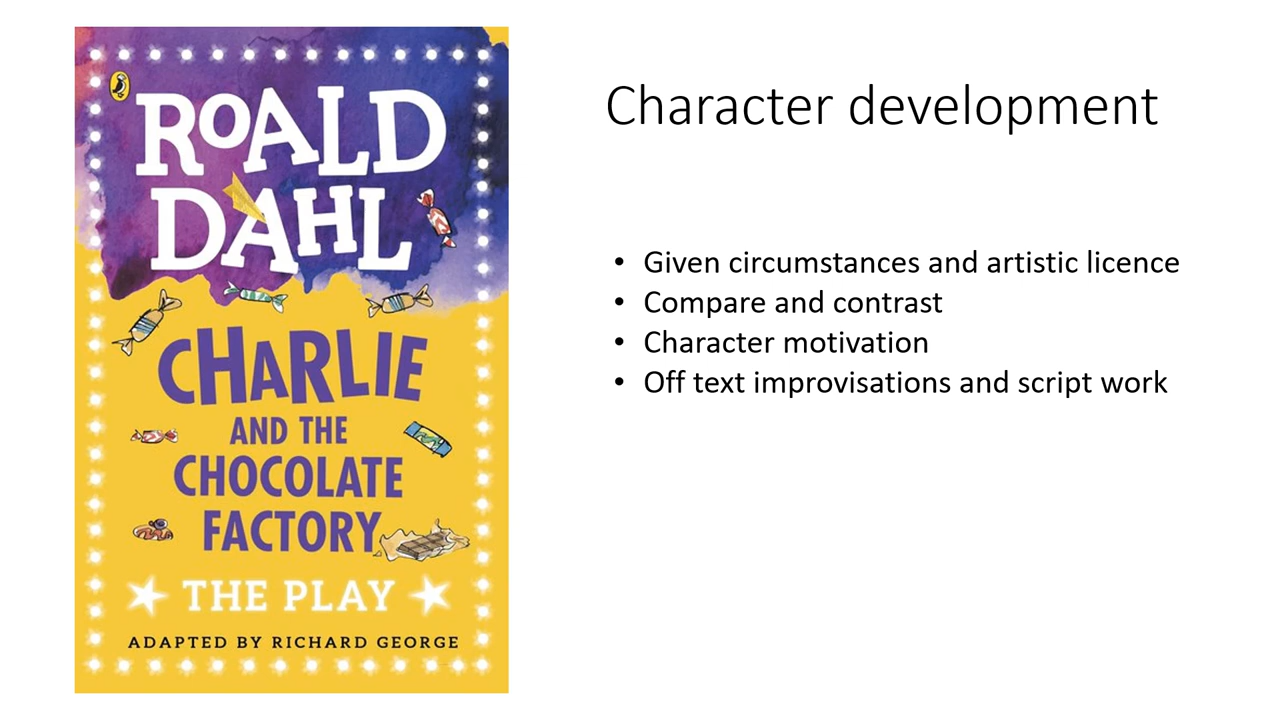 ROALD
DAHL
CHARLIE
AND THE
CHOCOLATE
FACTORY
THE PLAY
ADAPTED BY RICHARD GEORGE
Character development
• Given circumstances and artistic licence
• Compare and contrast
• Character motivation
• Off text improvisations and script work